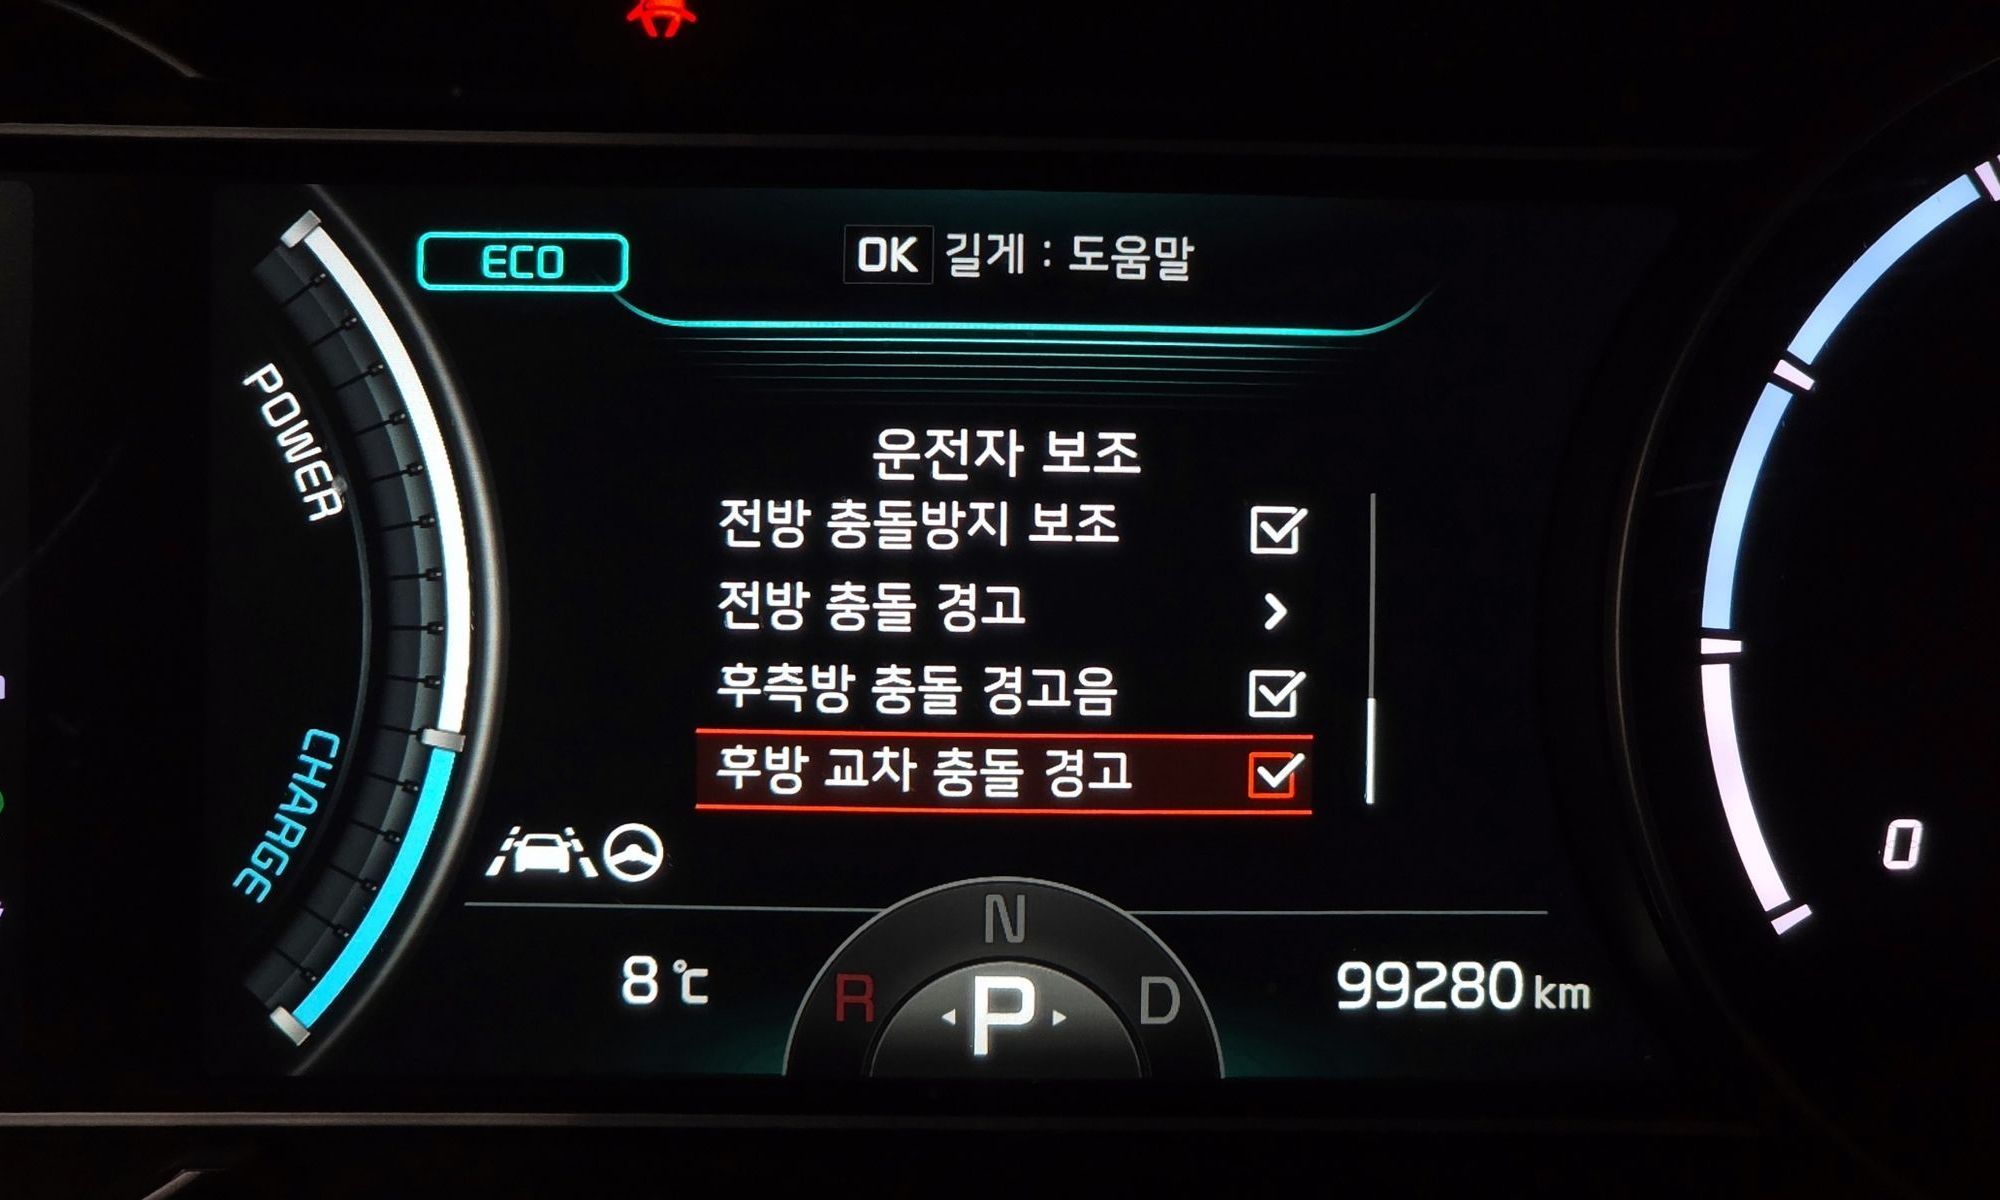 ECO
OK 길게 : 도움말
POWER
운전자 보조
전방 충돌방지 보조
전방 충돌 경고
후측방 충돌 경고음
후방 교차 충돌 경고
CHARGE
0
N
R P D
8 ℃
99280 km